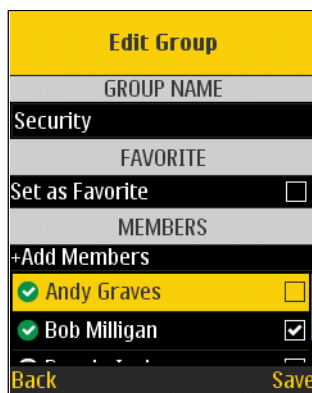 Edit Group
GROUP NAME
Security
FAVORITE
Set as Favorite
MEMBERS
+Add Members
Andy Graves
Bob Milligan
Back Save